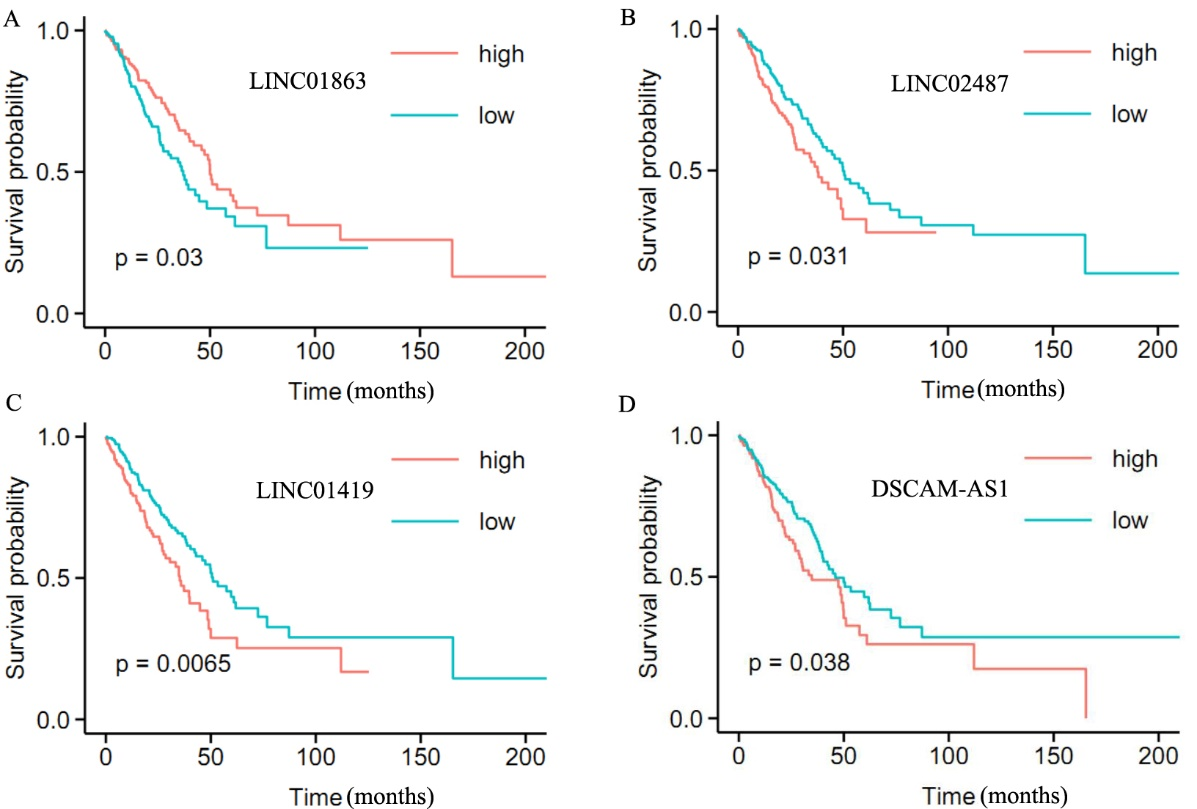 A
Survival probability
1.0
0.5
0.0
high
low
LINC01863
p = 0.03
0 50 100 150 200
Time (months)
B
Survival probability
1.0
0.5
0.0
high
low
LINC02487
p = 0.031
0 50 100 150 200
Time (months)
C
Survival probability
1.0
0.5
0.0
high
low
LINC01419
p = 0.0065
0 50 100 150 200
Time (months)
D
Survival probability
1.0
0.5
0.0
high
low
DSCAM-AS1
p = 0.038
0 50 100 150 200
Time (months)